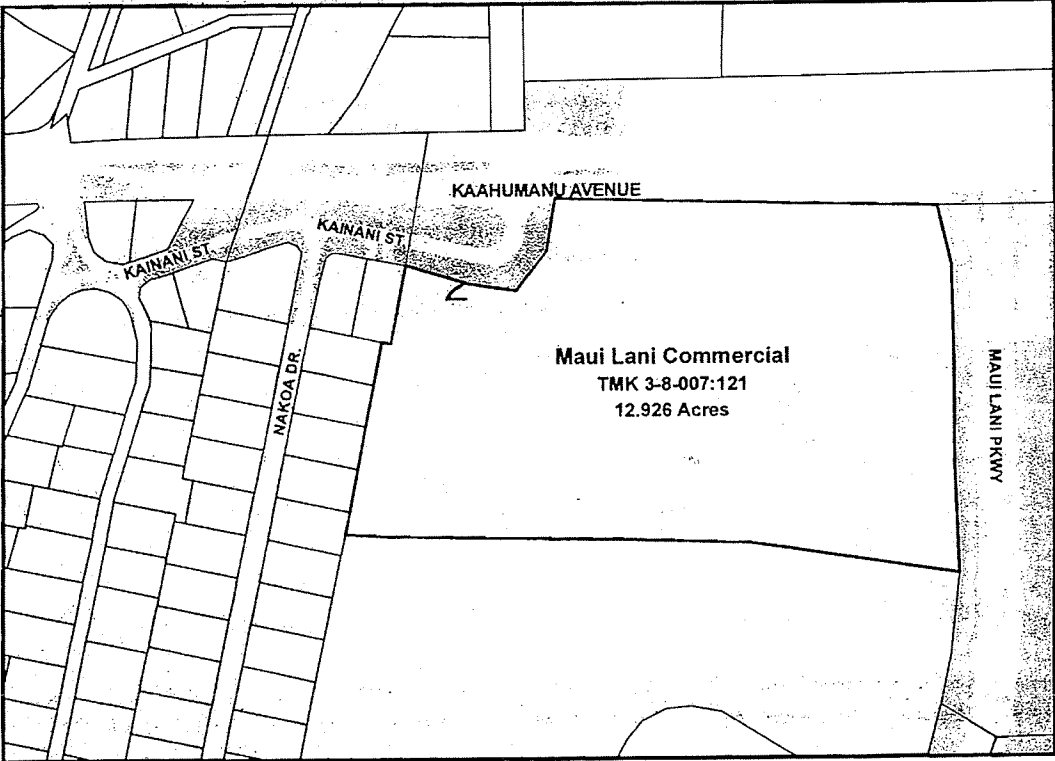 KAAHUMANU AVENUE
KAINANI ST.
KAINANI ST.
NAKOA DR.
Maui Lani Commercial
TMK 3-8-007:121
12.926 Acres
MAUI LANI PKWY